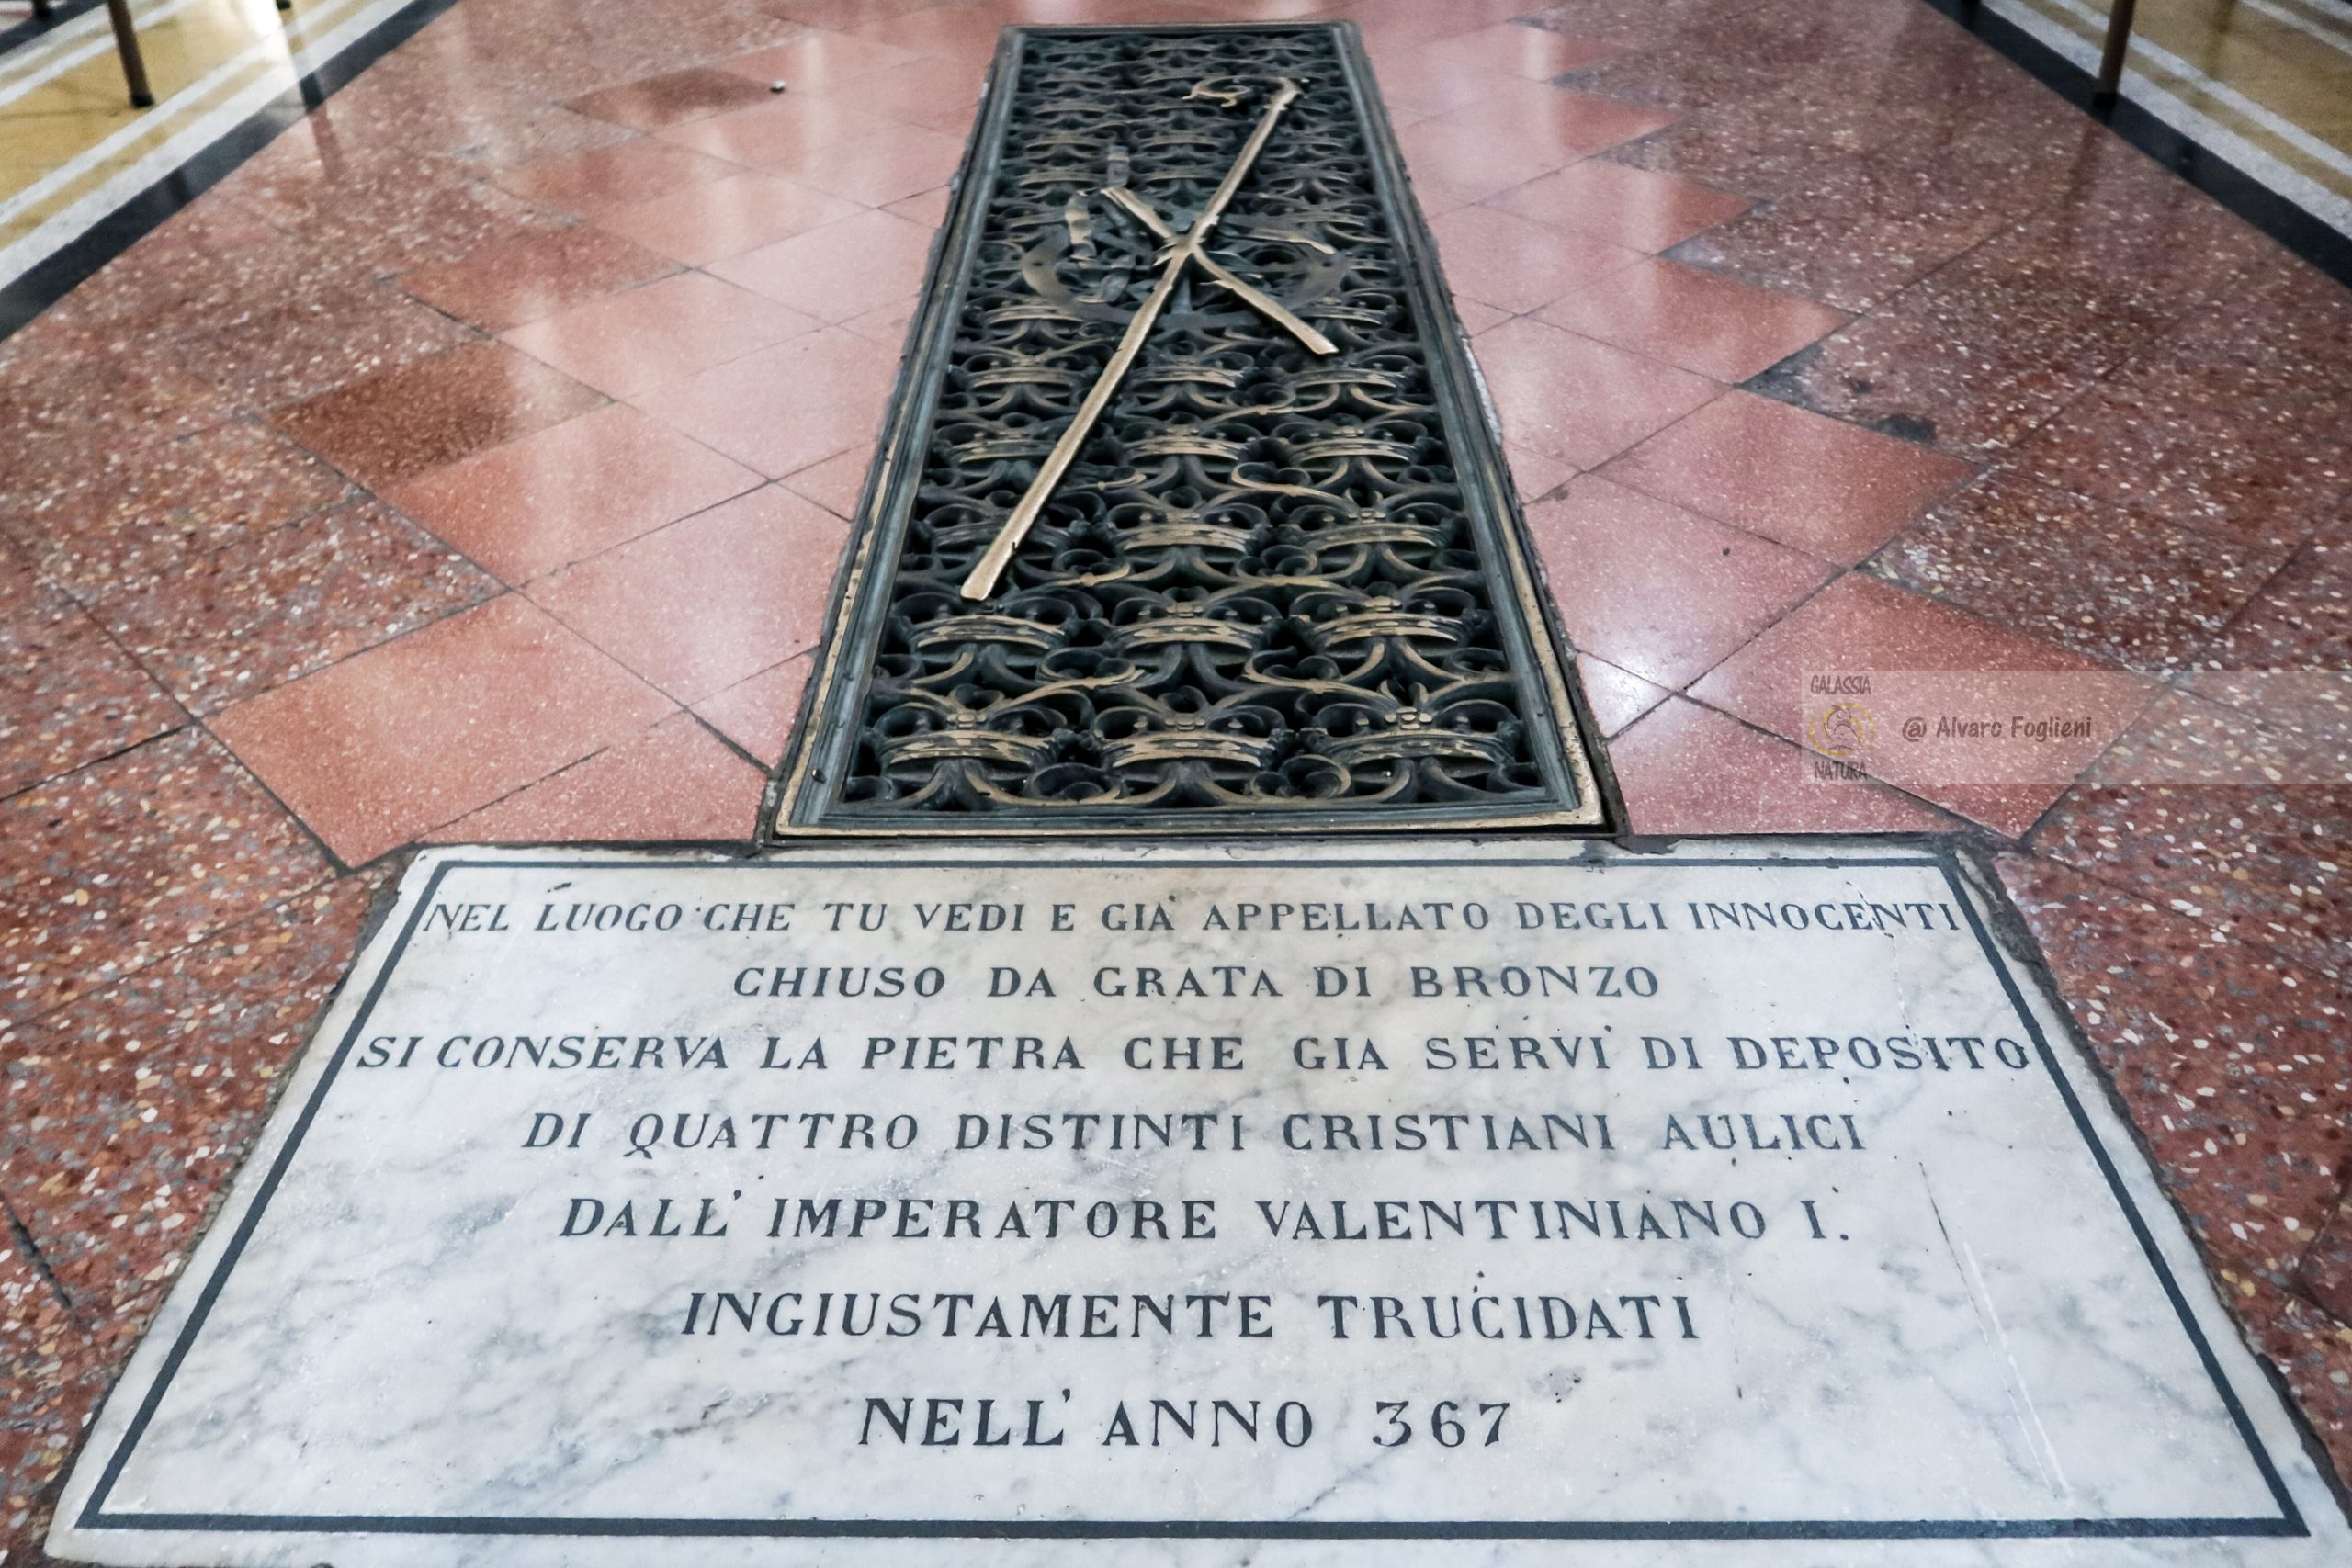 GALASSIA
NATURA
@ Alvaro Foglieni
NEL LUOGO CHE TU VEDI E GIA' APPELLATO DEGLI INNOCENTI
CHIUSO DA GRATA DI BRONZO
SI CONSERVA LA PIETRA CHE GIA SERVI DI DEPOSITO
DI QUATTRO DISTINTI CRISTIANI AULICI
DALL' IMPERATORE VALENTINIANO I.
INGIUSTAMENTE TRUCIDATI
NELL' ANNO 367